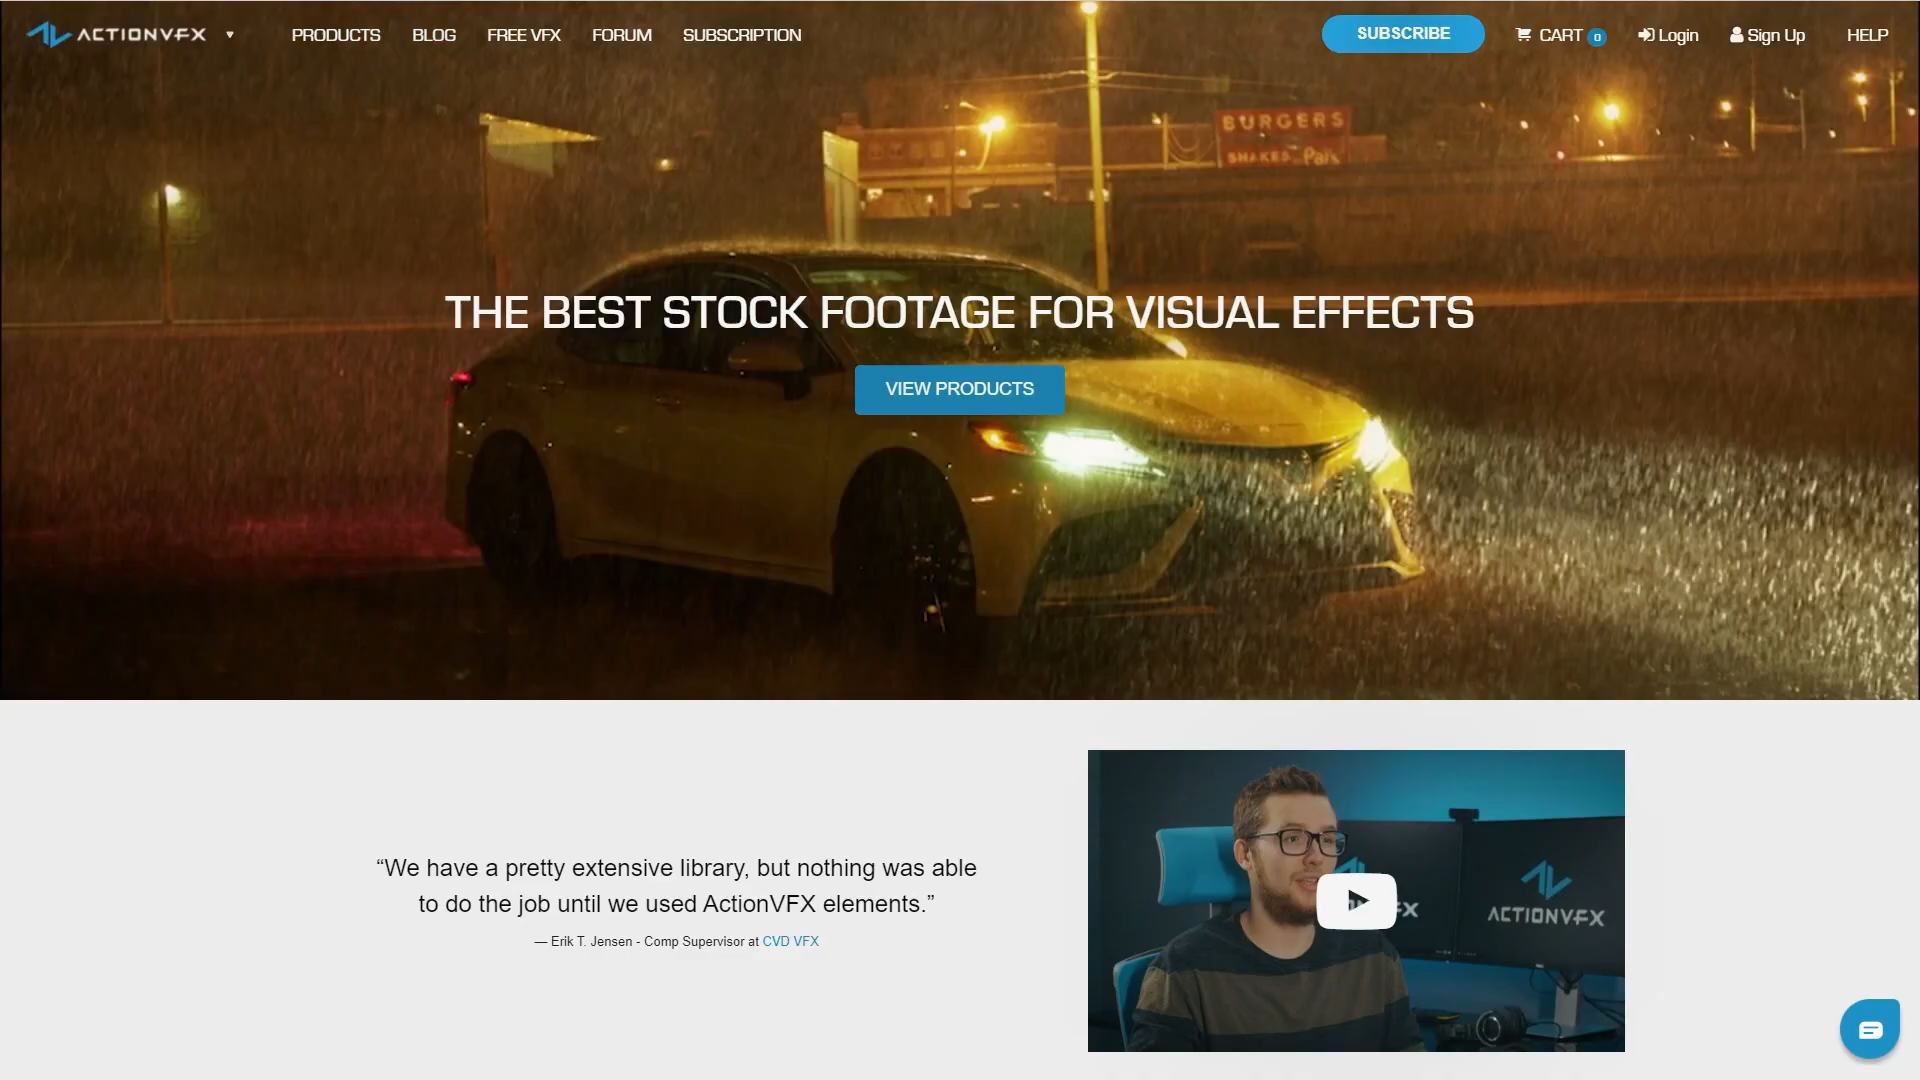 ACTIONVFX
PRODUCTS
BLOG
FREE VFX
FORUM
SUBSCRIPTION
SUBSCRIBE
CART 0
Login
Sign Up
HELP
BURGERS
SHAKES
THE BEST STOCK FOOTAGE FOR VISUAL EFFECTS
VIEW PRODUCTS
“We have a pretty extensive library, but nothing was able
to do the job until we used ActionVFX elements.”
— Erik T. Jensen - Comp Supervisor at CVD VFX
ACTIONVFX